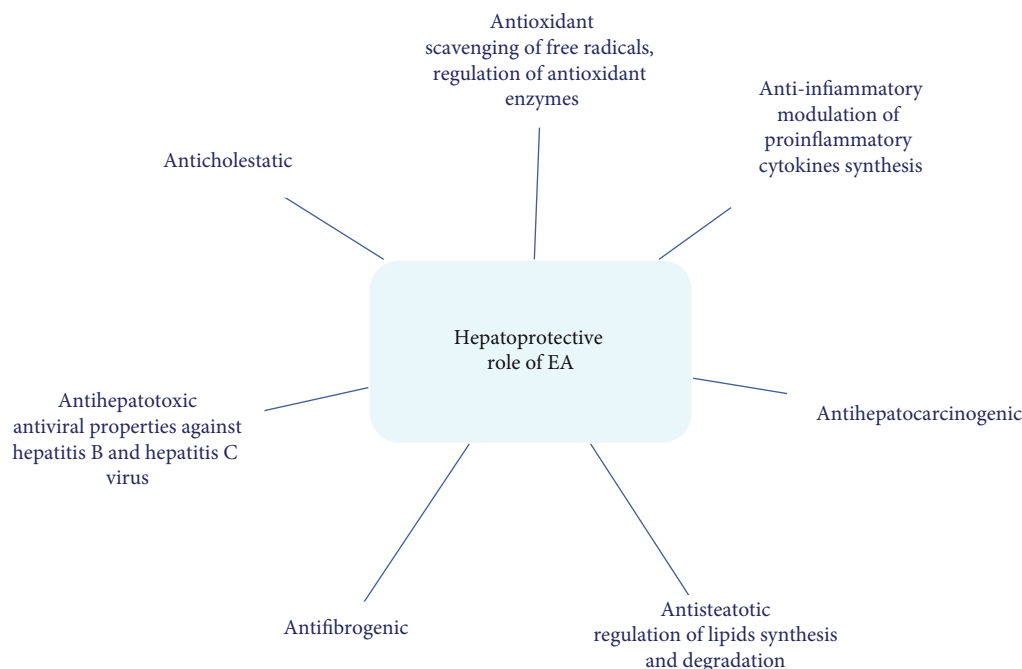 Antioxidant
scavenging of free radicals,
regulation of antioxidant
enzymes
Anti-infiammatory
modulation of
proinflammatory
cytokines synthesis
Anticholestatic
Hepatoprotective
role of EA
Antihepatotoxic
antiviral properties against
hepatitis B and hepatitis C
virus
Antihepatocarcinogenic
Antifibrogenic
Antisteatotic
regulation of lipids synthesis
and degradation